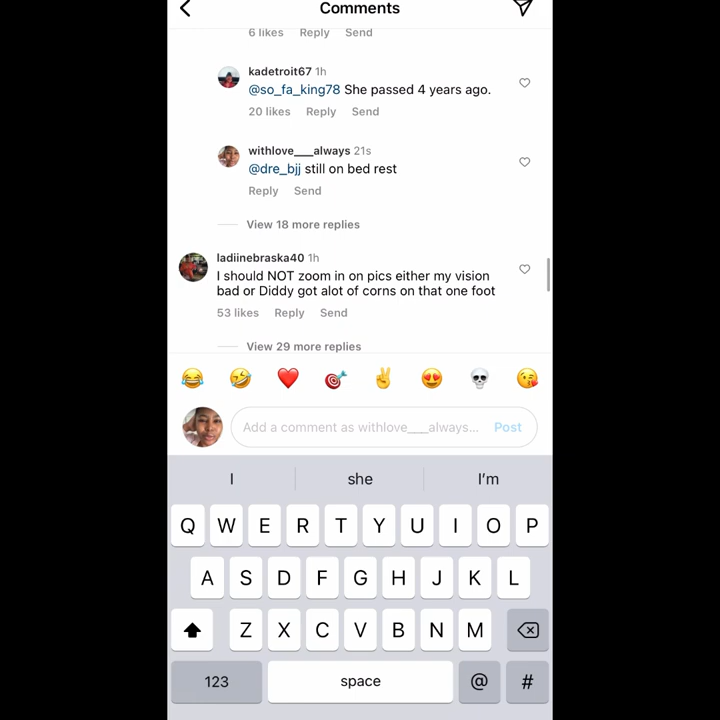 Comments
6 likes Reply Send
kadetroit67 1h
@so_fa_king78 She passed 4 years ago.
20 likes Reply Send
withlove___always 21s
@dre_bjj still on bed rest
Reply Send
View 18 more replies
ladiinebraska40 1h
I should NOT zoom in on pics either my vision
bad or Diddy got alot of corns on that one foot
53 likes Reply Send
View 29 more replies
Add a comment as withlove___always... Post
I she I'm
Q W E R T Y U I O P
A S D F G H J K L
Z X C V B N M
123 space @ #